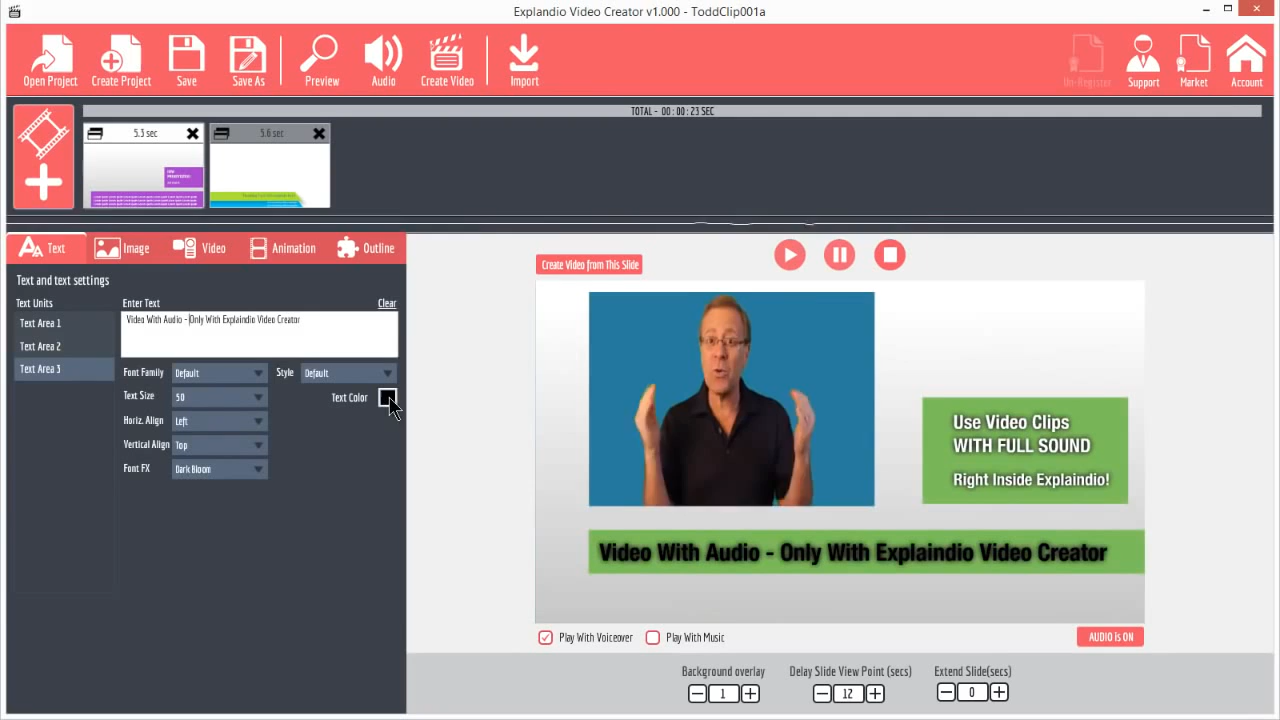 Explandio Video Creator v1.000 - ToddClip001a
Open Project
Create Project
Save
Save As
Preview
Audio
Create Video
Import
Un-Register
Support
Market
Account
TOTAL - 00 : 00 : 23 SEC
5.3 sec
5.6 sec
Text
Image
Video
Animation
Outline
Text and text settings
Text Units
Enter Text
Clear
Text Area 1
Text Area 2
Text Area 3
Video With Audio - Only With Explaindio Video Creator
Font Family
Default
Style
Default
Text Size
50
Text Color
Horiz. Align
Left
Vertical Align
Top
Font FX
Dark Bloom
Create Video from This Slide
Use Video Clips
WITH FULL SOUND
Right Inside Explaindio!
Video With Audio - Only With Explaindio Video Creator
Play With Voiceover
Play With Music
AUDIO is ON
Background overlay
Delay Slide View Point (secs)
Extend Slide(secs)
1
12
0